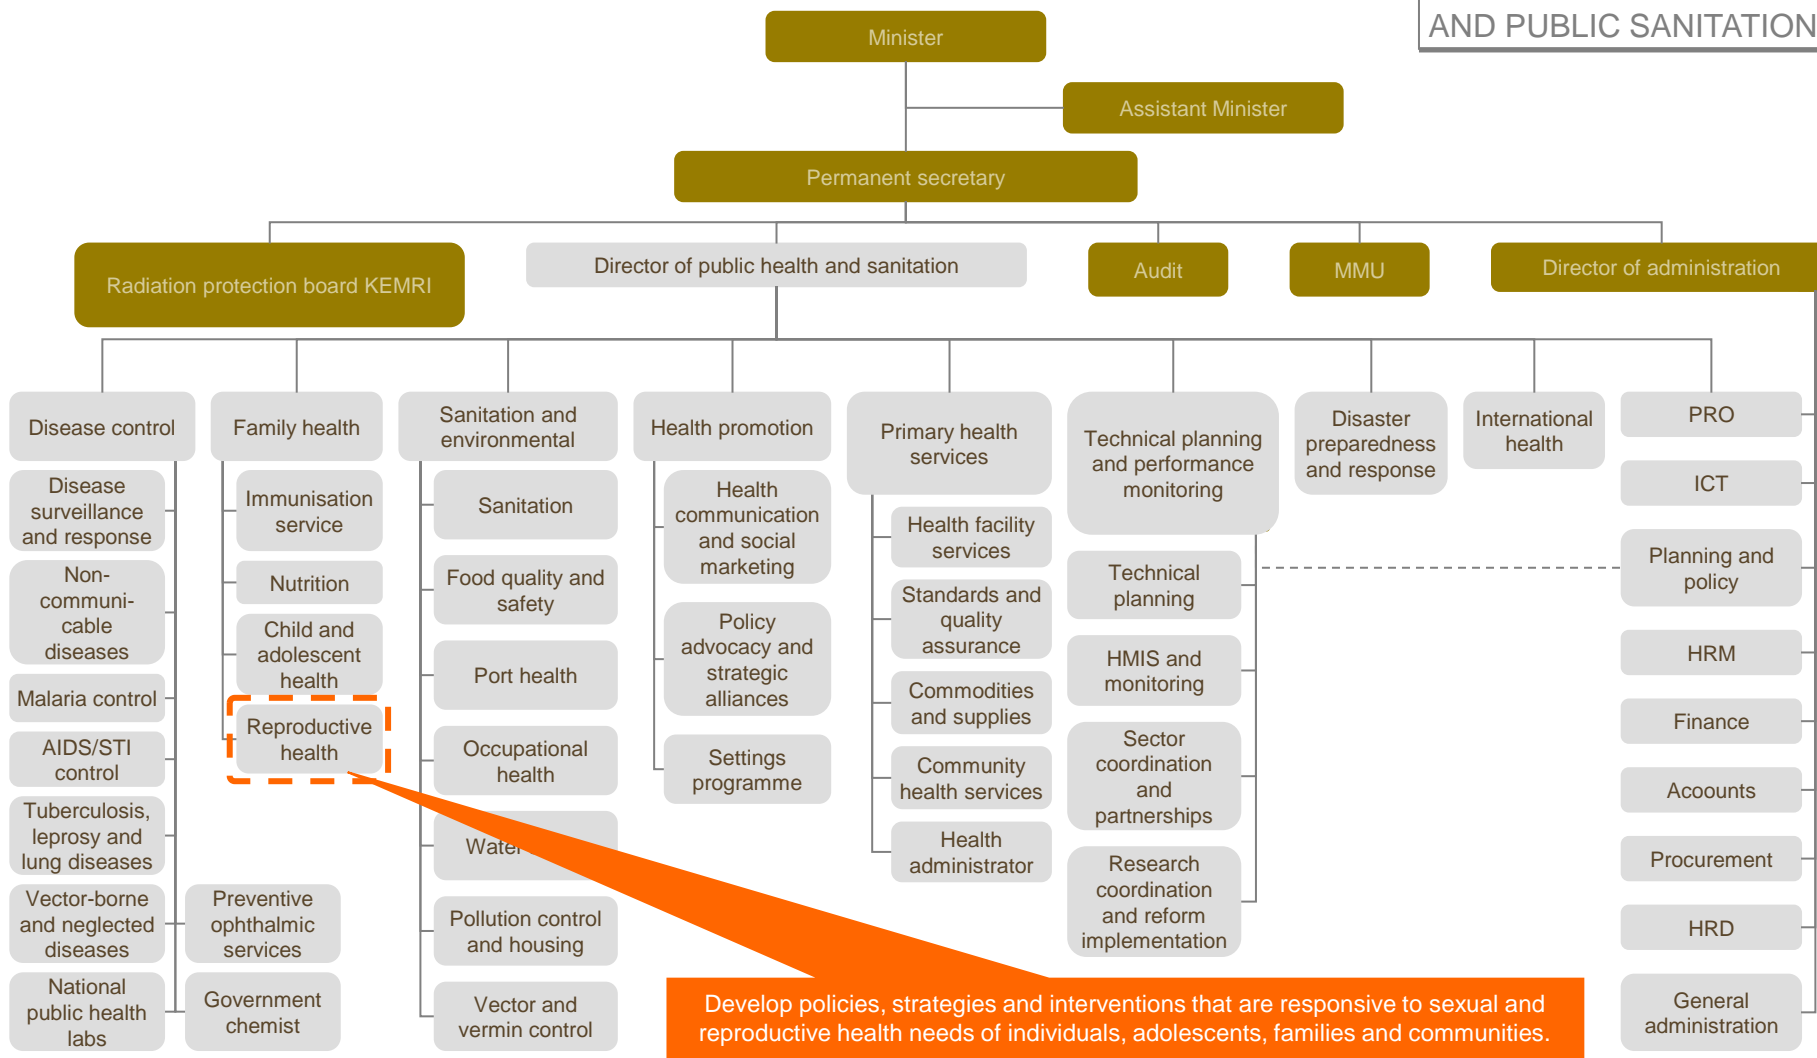 AND PUBLIC SANITATION
Minister
Assistant Minister
Permanent secretary
Radiation protection board KEMRI
Director of public health and sanitation
Audit
MMU
Director of administration
Disease control
Family health
Sanitation and
environmental
Health promotion
Primary health
services
Technical planning
and performance
monitoring
Disaster
preparedness
and response
International
health
PRO
Disease
surveillance
and response
Non-
communi-
cable
diseases
Malaria control
AIDS/STI
control
Tuberculosis,
leprosy and
lung diseases
Vector-borne
and neglected
diseases
National
public health
labs
Preventive
ophthalmic
services
Government
chemist
Immunisation
service
Nutrition
Child and
adolescent
health
Reproductive
health
Sanitation
Food quality and
safety
Port health
Occupational
health
Water
Pollution control
and housing
Vector and
vermin control
Health
communication
and social
marketing
Policy
advocacy and
strategic
alliances
Settings
programme
Health facility
services
Standards and
quality
assurance
Commodities
and supplies
Community
health services
Health
administrator
Technical
planning
HMIS and
monitoring
Sector
coordination
and
partnerships
Research
coordination
and reform
implementation
ICT
Planning and
policy
HRM
Finance
Acoounts
Procurement
HRD
General
administration
Develop policies, strategies and interventions that are responsive to sexual and
reproductive health needs of individuals, adolescents, families and communities.